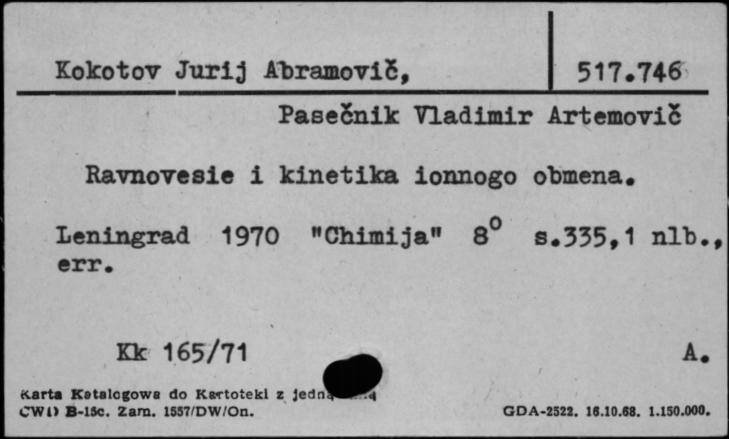 Kokotov Jurij Abramovič, 517.746
Pasečnik Vladimir Artemovič
Ravnovesie i kinetika ionnogo obmena.
Leningrad 1970 "Chimija" 8° s.335,1 nlb.,
err.
Kk 165/71 A.
Karta Katalogowa do Kartoteki z jedną
CWD B-15c. Zam. 1557/DW/On. GDA-2522. 16.10.68. 1.150.000.